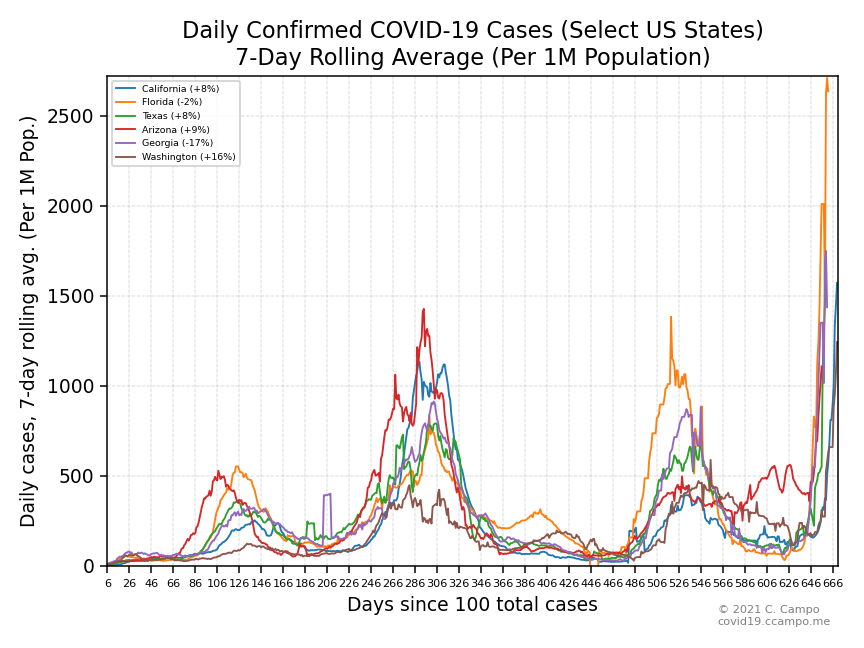 Daily Confirmed COVID-19 Cases (Select US States)
7-Day Rolling Average (Per 1M Population)
Daily cases, 7-day rolling avg. (Per 1M Pop.)
2500
2000
1500
1000
500
0
California (+8%)
Florida (-2%)
Texas (+8%)
Arizona (+9%)
Georgia (-17%)
Washington (+16%)
6 26 46 66 86 106 126 146 166 186 206 226 246 266 286 306 326 346 366 386 406 426 446 466 486 506 526 546 566 586 606 626 646 666
Days since 100 total cases
© 2021 C. Campo
covid19.ccampo.me